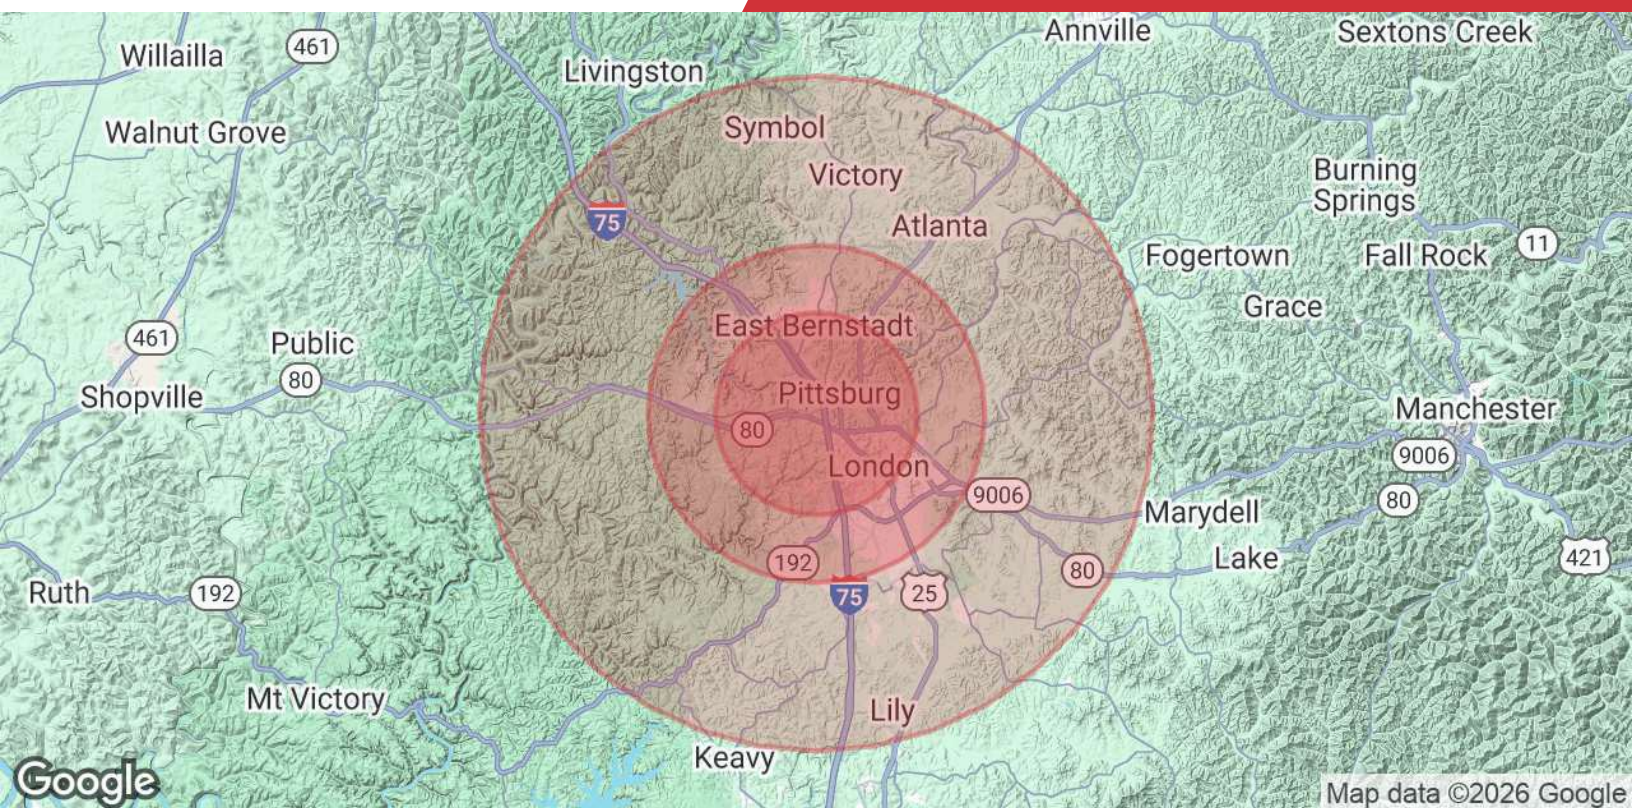 Annville
Sextons Creek
Willailla
461
Livingston
Symbol
Walnut Grove
Victory
Burning
Springs
75
Atlanta
11
Fogertown
Fall Rock
Grace
East Bernstadt
461
Public
80
Pittsburg
Shopville
Manchester
80
9006
London
9006
80
Marydell
421
Lake
192
80
Ruth
192
75
25
Mt Victory
Lily
Keavy
Google
Map data ©2026 Google